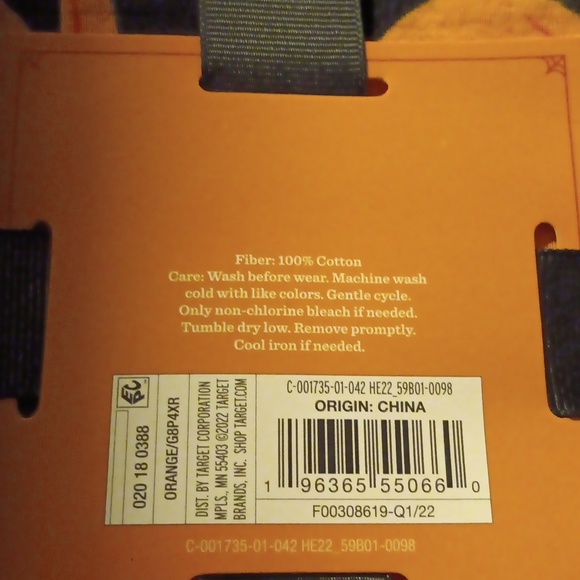 Fiber: 100% Cotton
Care: Wash before wear. Machine wash
cold with like colors. Gentle cycle.
Only non-chlorine bleach if needed.
Tumble dry low. Remove promptly.
Cool iron if needed.
020 18 0388
ORANGE/G8P4XR
DIST. BY TARGET CORPORATION
MPLS, MN 55403 ©2022 TARGET
BRANDS, INC. SHOP TARGET.COM
C-001735-01-042 HE22_59B01-0098
ORIGIN: CHINA
1 96365 55066 0
F00308619-Q1/22
C-001735-01-042 HE22_59B01-0098